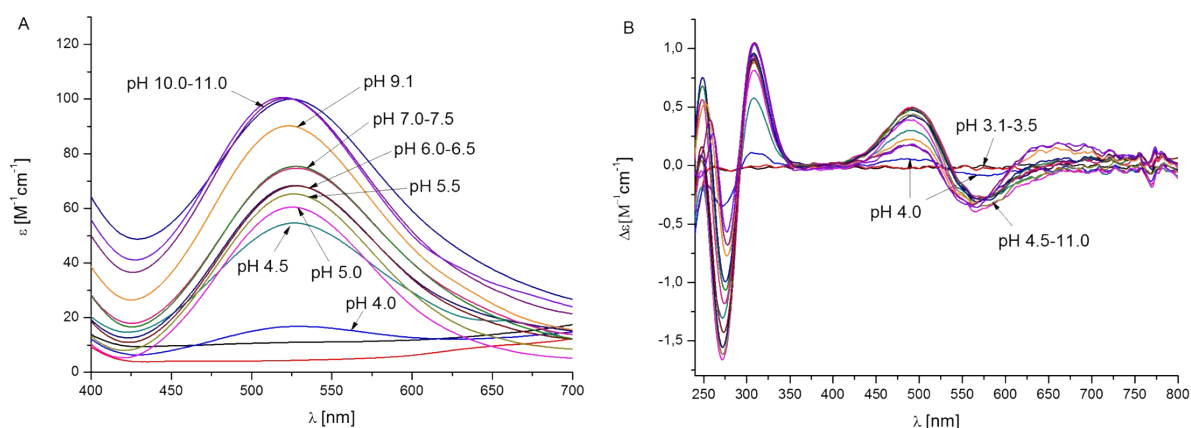 A
ε [M⁻¹cm⁻¹]
120
100
80
60
40
20
0
400
450
500
550
600
650
700
λ [nm]
pH 10.0-11.0
pH 9.1
pH 7.0-7.5
pH 6.0-6.5
pH 5.5
pH 4.5
pH 5.0
pH 4.0
B
Δε[M⁻¹cm⁻¹]
1,0
0,5
0,0
-0,5
-1,0
-1,5
250
300
350
400
450
500
550
600
650
700
750
800
λ [nm]
pH 3.1-3.5
pH 4.0
pH 4.5-11.0